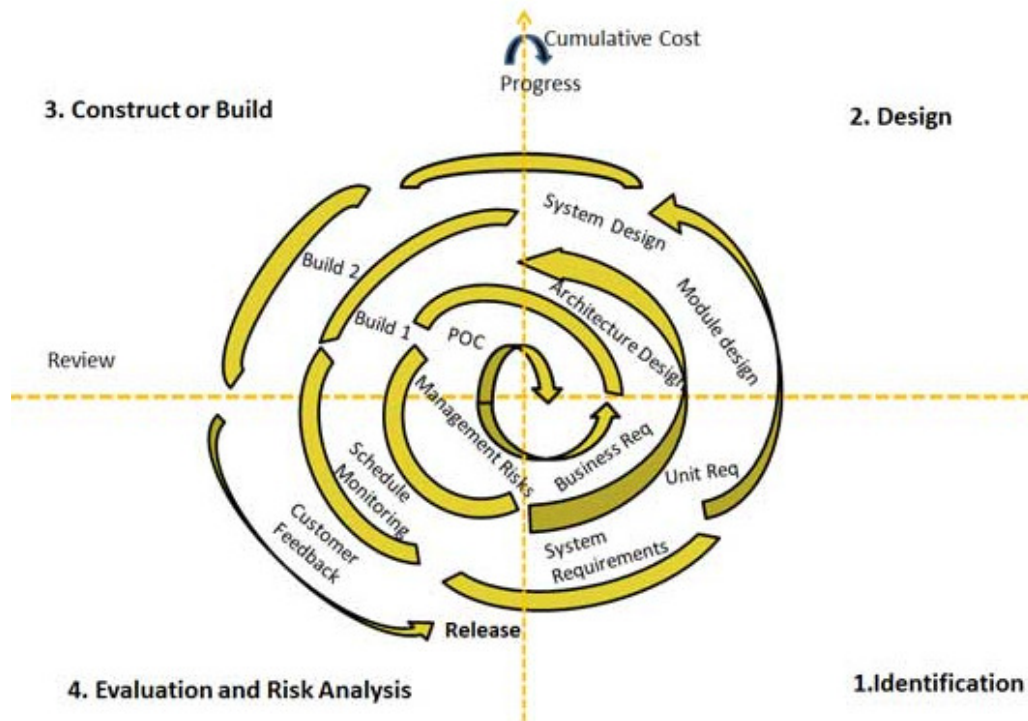 Cumulative Cost
Progress
3. Construct or Build
2. Design
System Design
Build 2
Architecture Design
Module design
Build 1
POC
Review
Management Risks
Business Req
Unit Req
Schedule
Monitoring
Customer
Feedback
System
Requirements
Release
4. Evaluation and Risk Analysis
1.Identification